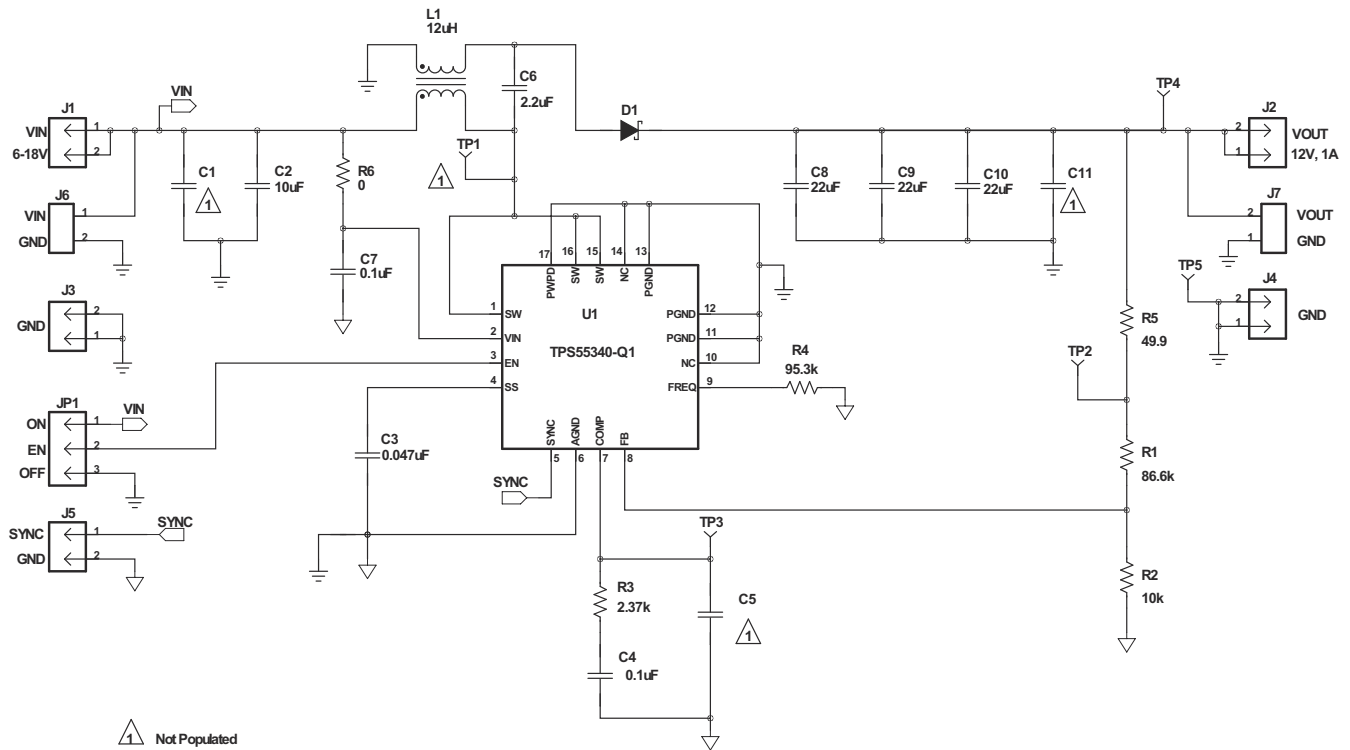 L1
12uH
C6
2.2uF
VIN
J1
VIN
6-18V
1
2
C1
1
C2
10uF
R6
0
TP1
1
D1
TP4
C8
22uF
C9
22uF
C10
22uF
C11
1
J2
2
1
VOUT
12V, 1A
J6
VIN
1
GND
2
J7
2
VOUT
1
GND
C7
0.1uF
17
16
15
14
13
PWPD
SW
SW
NC
PGND
U1
TPS55340-Q1
1
SW
2
VIN
3
EN
4
SS
PGND
12
PGND
11
NC
10
FREQ
9
SYNC
AGND
COMP
FB
5
6
7
8
J3
GND
2
1
TP5
J4
2
1
GND
R5
49.9
TP2
R4
95.3k
JP1
ON
1
VIN
EN
2
OFF
3
C3
0.047uF
R1
86.6k
SYNC
J5
SYNC
1
SYNC
GND
2
TP3
R3
2.37k
C5
1
R2
10k
C4
0.1uF
1
Not Populated